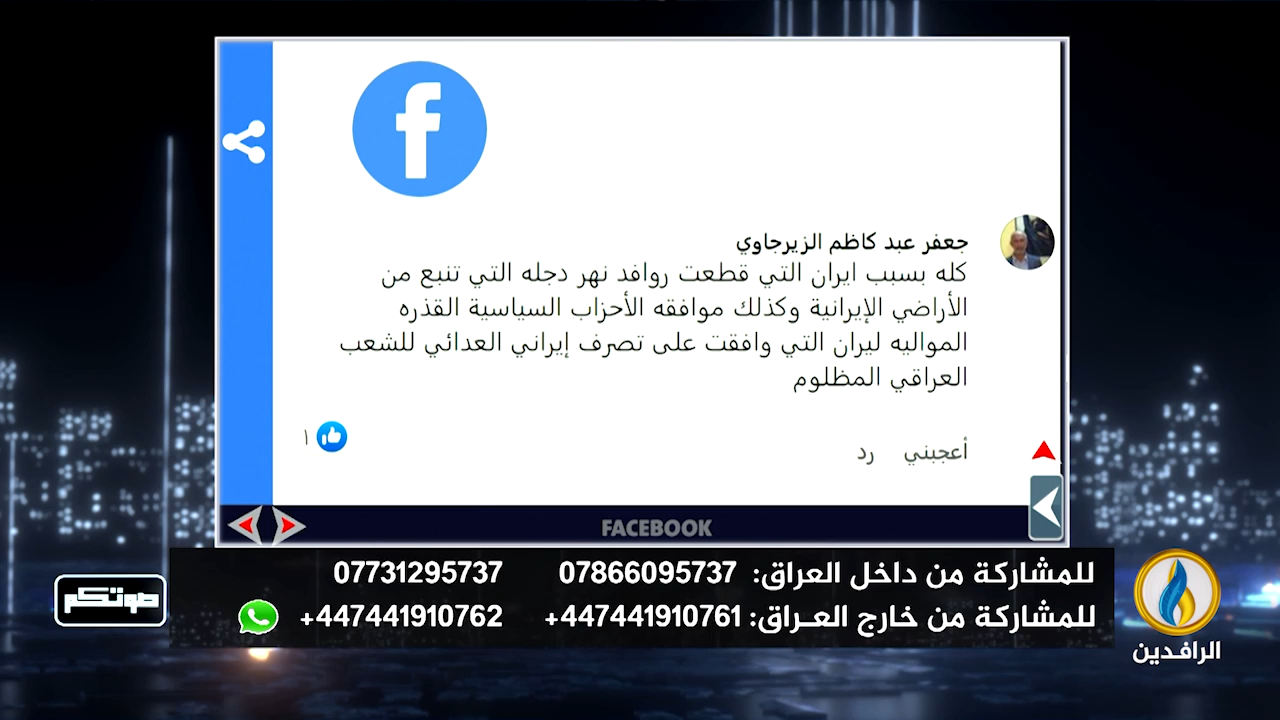 جعفر عبد كاظم الزيرجاوي
كله بسبب ايران التي قطعت روافد نهر دجله التي تنبع من
الأراضي الإيرانية وكذلك موافقه الأحزاب السياسية القذره
المواليه ليران التي وافقت على تصرف إيراني العدائي للشعب
العراقي المظلوم
أعجبني رد
١
FACEBOOK
للمشاركة من داخل العراق: 07866095737 07731295737
للمشاركة من خارج العـراق: 447441910761+ 447441910762+
صوتكم
الرافدين